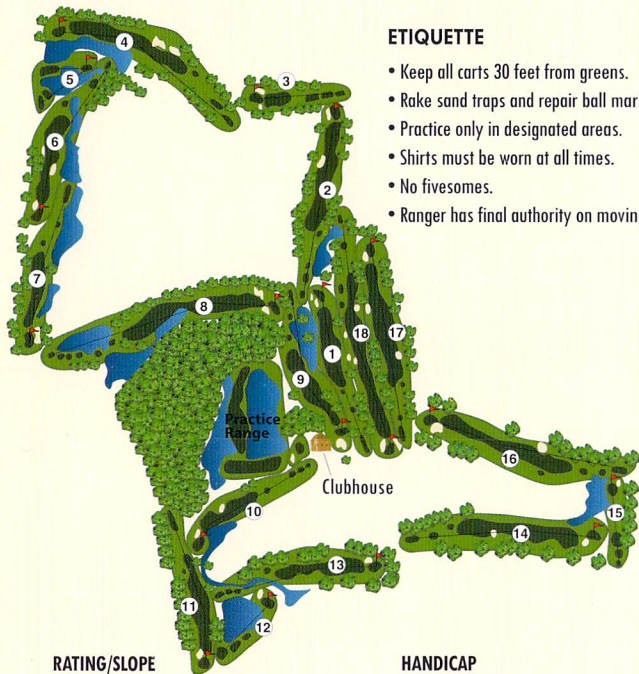 ETIQUETTE
• Keep all carts 30 feet from greens.
• Rake sand traps and repair ball mar
• Practice only in designated areas.
• Shirts must be worn at all times.
• No fivesomes.
• Ranger has final authority on movin
4
3
5
6
2
7
8
18
17
1
9
Practice
Range
16
Clubhouse
10
15
14
13
11
12
RATING/SLOPE
HANDICAP